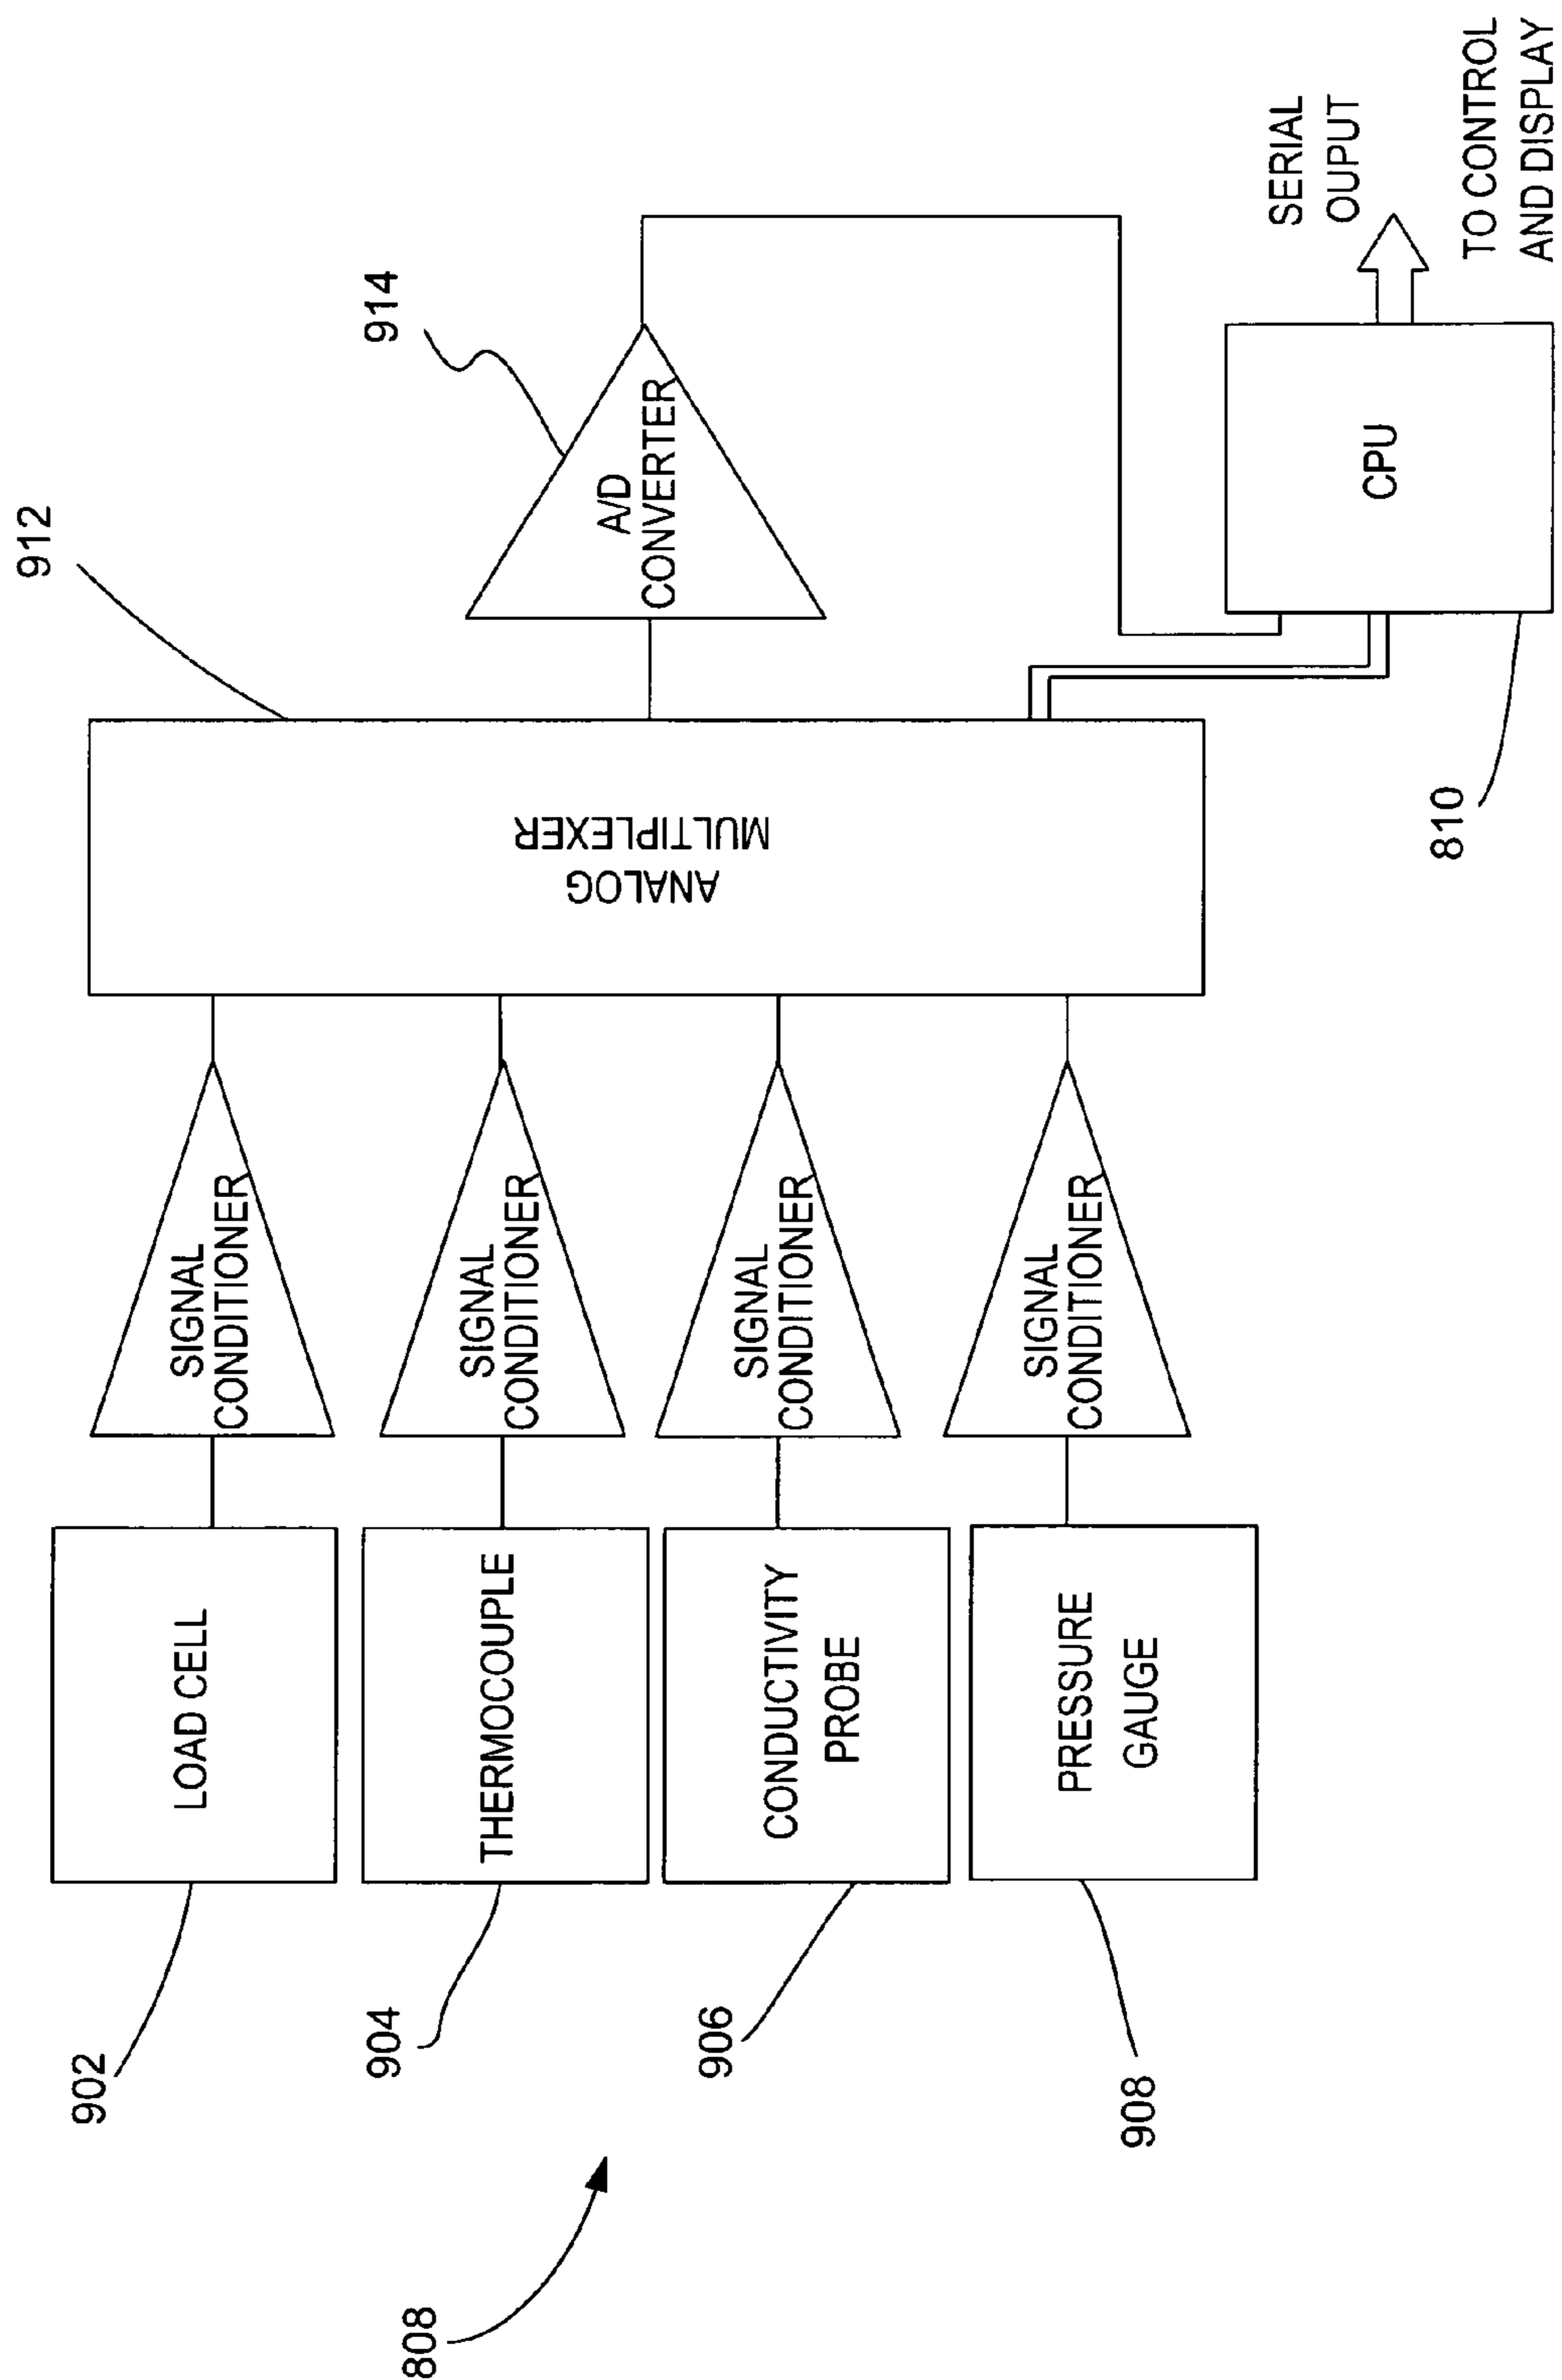 808
902
LOAD CELL
SIGNAL
CONDITIONER
904
THERMOCOUPLE
SIGNAL
CONDITIONER
906
CONDUCTIVITY
PROBE
SIGNAL
CONDITIONER
908
PRESSURE
GAUGE
SIGNAL
CONDITIONER
912
ANALOG
MULTIPLEXER
914
A/D
CONVERTER
810
CPU
SERIAL
OUPUT
TO CONTROL
AND DISPLAY